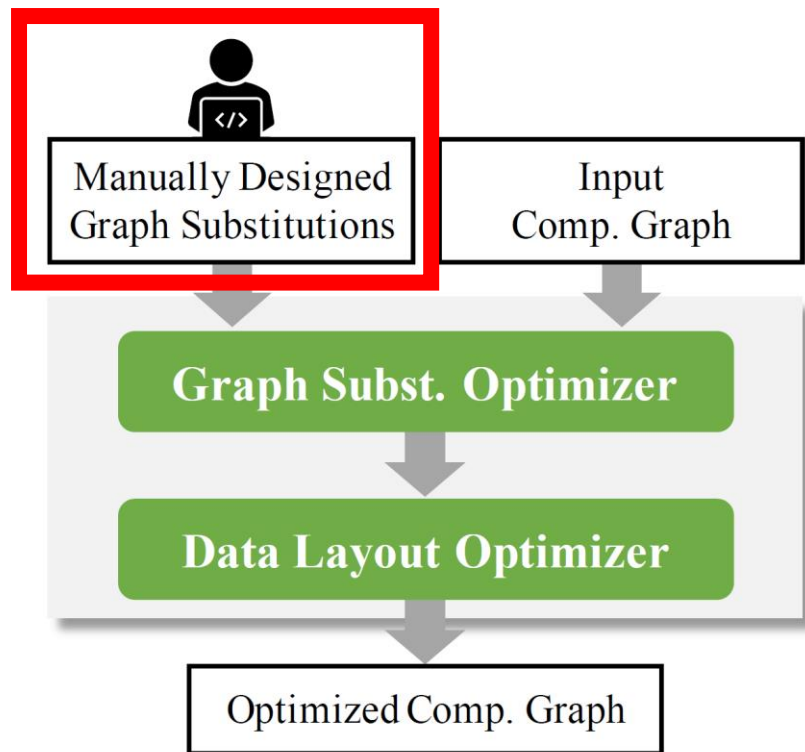 </>
Manually Designed
Graph Substitutions
Input
Comp. Graph
Graph Subst. Optimizer
Data Layout Optimizer
Optimized Comp. Graph